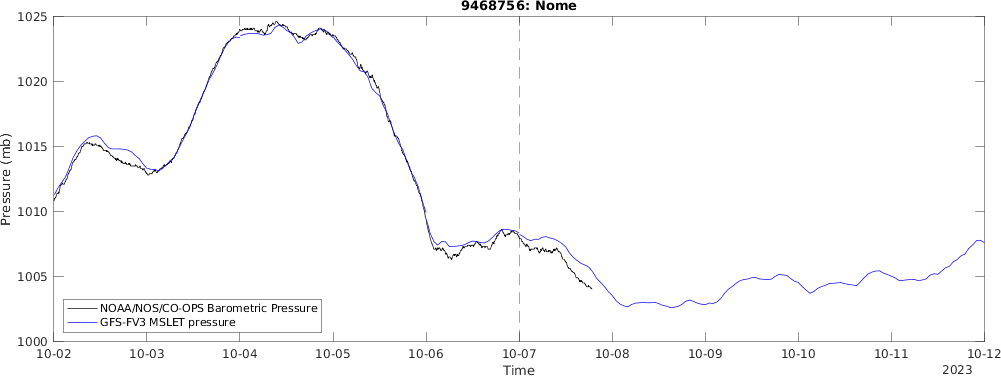 9468756: Nome
1025
1020
1015
1010
1005
1000
Pressure (mb)
NOAA/NOS/CO-OPS Barometric Pressure
GFS-FV3 MSLET pressure
10-02 10-03 10-04 10-05 10-06 10-07 10-08 10-09 10-10 10-11 10-12
Time
2023